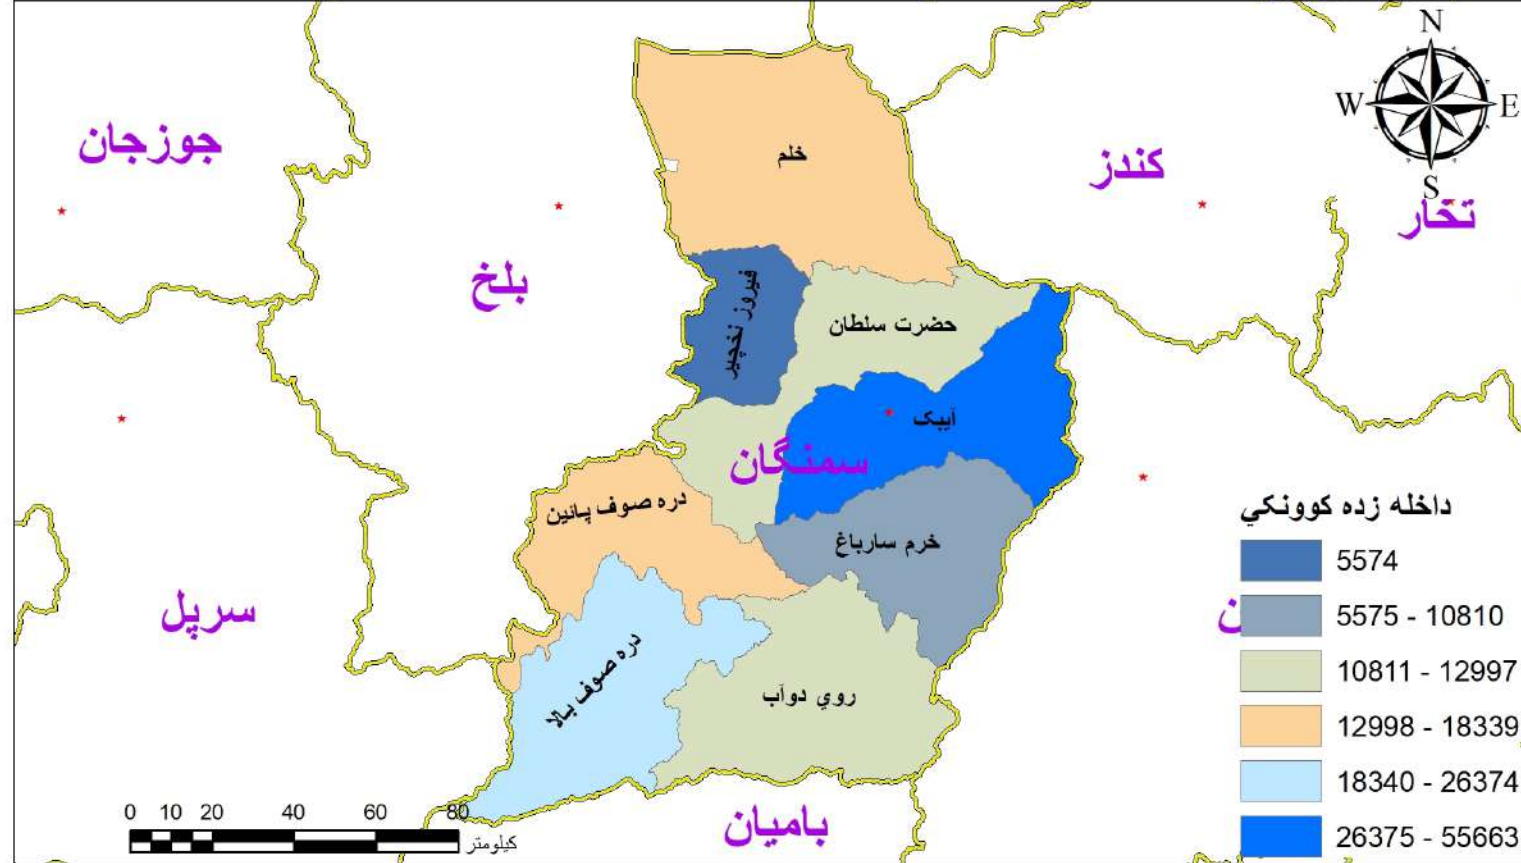 N
W
E
S
جوزجان
کندز
تخار
بلخ
سرپل
بامیان
سمنگان
خلم
فیروز نخچیر
حضرت سلطان
آیبک
دره صوف پائین
خرم سارباغ
دره صوف بالا
روي دوآب
داخله زده کوونکي
5574
5575 - 10810
10811 - 12997
12998 - 18339
18340 - 26374
26375 - 55663
0 10 20 40 60 80
کیلومتر